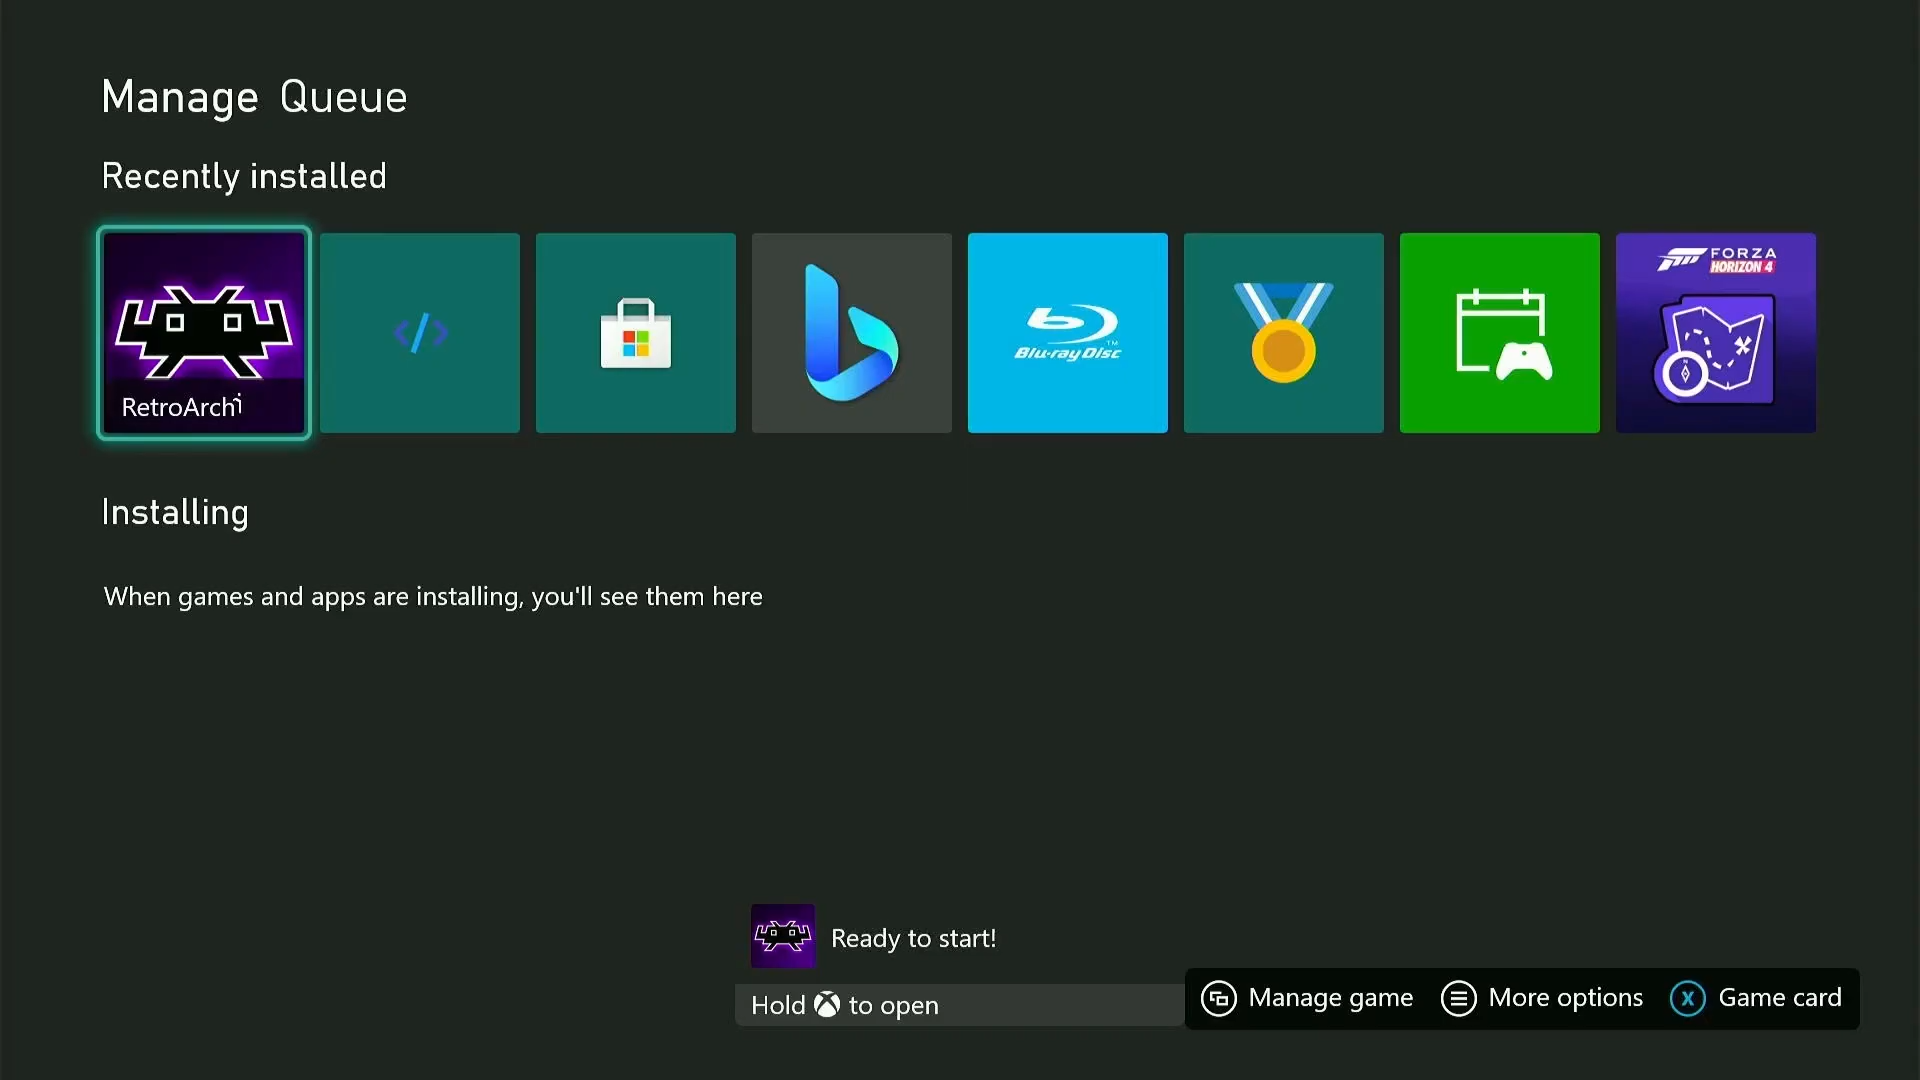 Manage Queue
Recently installed
RetroArch
FORZA
HORIZON 4
Blu-ray Disc™
Installing
When games and apps are installing, you'll see them here
Ready to start!
Hold to open
Manage game
More options
X Game card